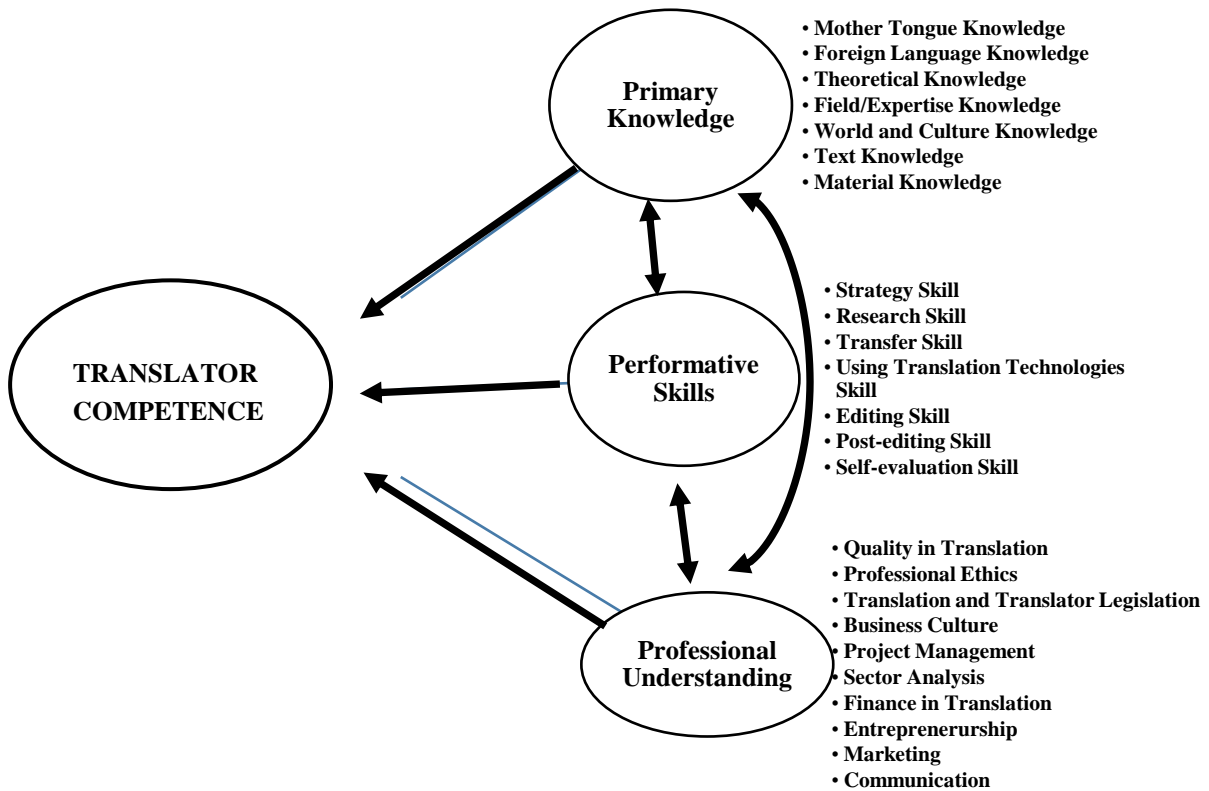 Primary
Knowledge
• Mother Tongue Knowledge
• Foreign Language Knowledge
• Theoretical Knowledge
• Field/Expertise Knowledge
• World and Culture Knowledge
• Text Knowledge
• Material Knowledge
TRANSLATOR
COMPETENCE
Performative
Skills
• Strategy Skill
• Research Skill
• Transfer Skill
• Using Translation Technologies
Skill
• Editing Skill
• Post-editing Skill
• Self-evaluation Skill
Professional
Understanding
• Quality in Translation
• Professional Ethics
• Translation and Translator Legislation
• Business Culture
• Project Management
• Sector Analysis
• Finance in Translation
• Entreprenerurship
• Marketing
• Communication